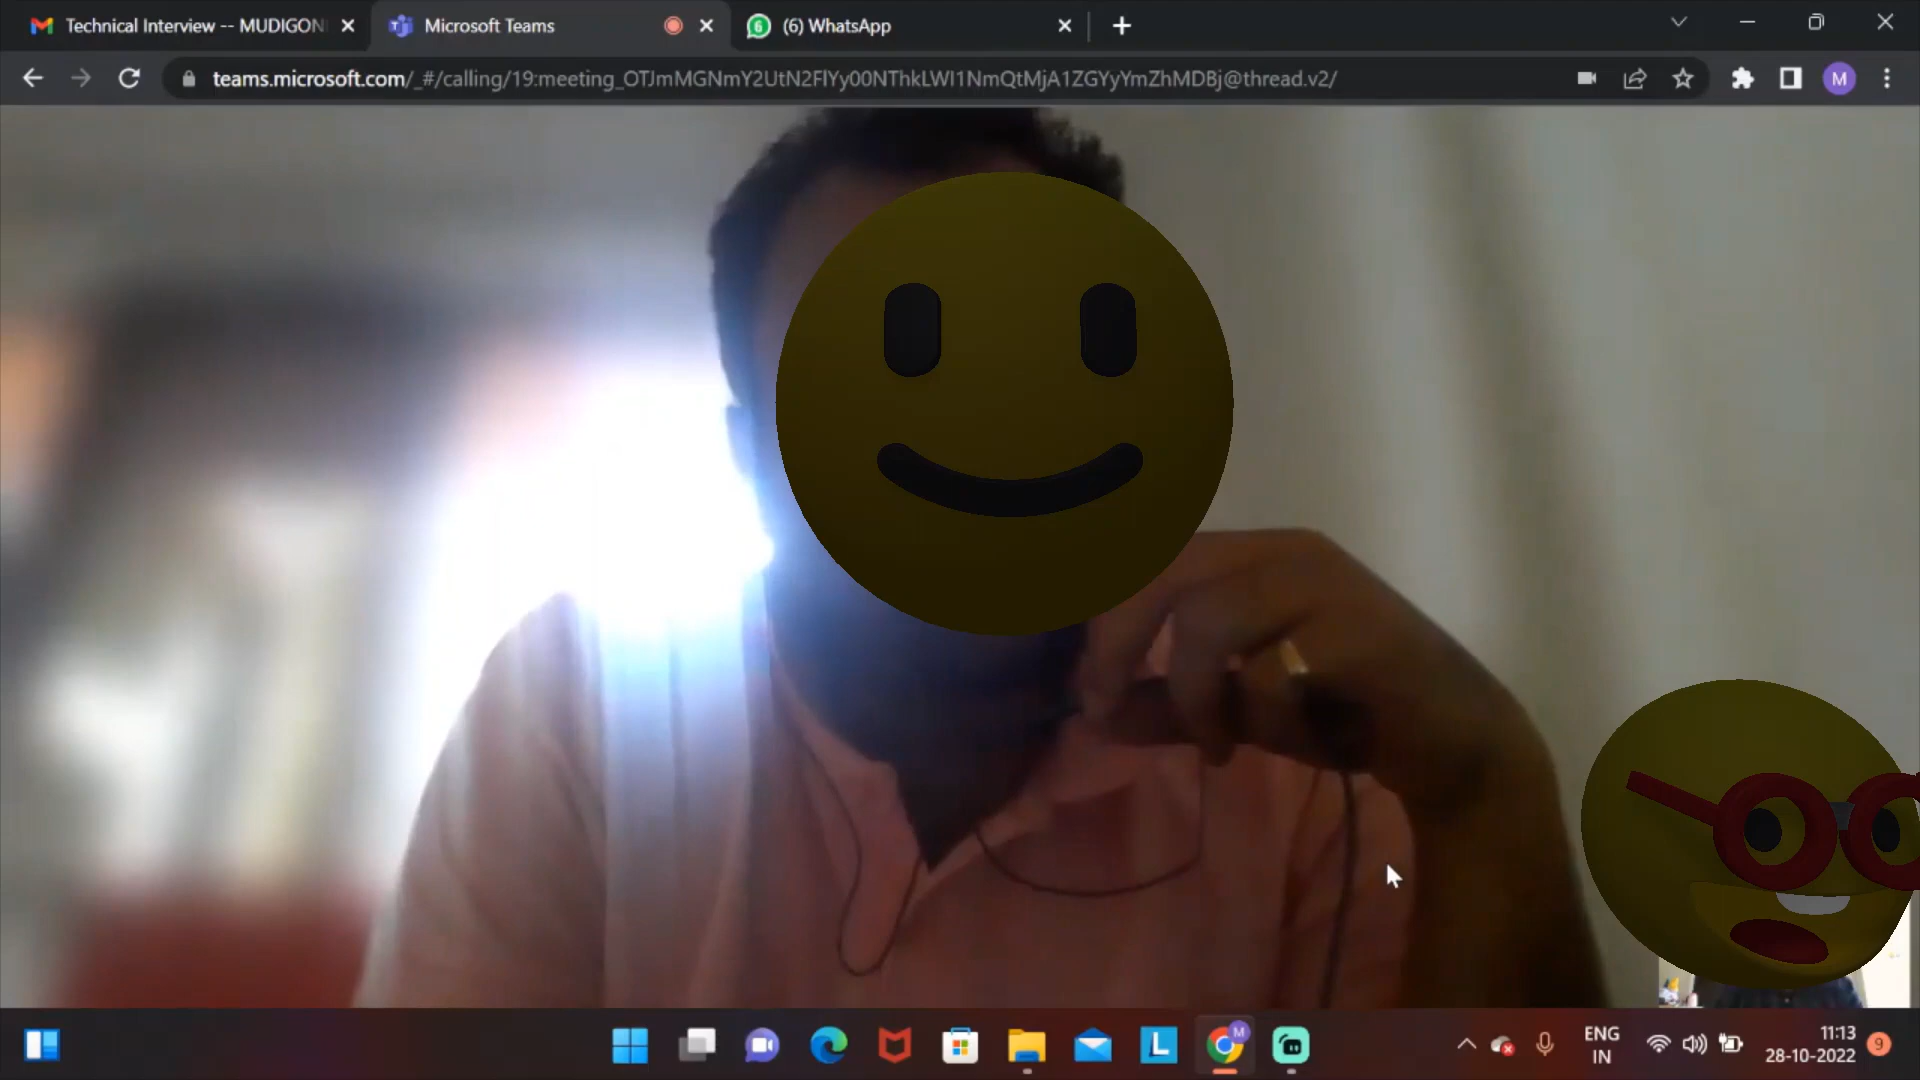 Technical Interview -- MUDIGON
Microsoft Teams
6
(6) WhatsApp
teams.microsoft.com/_#/calling/19:meeting_OTJmMGNmY2UtN2FlYy00NThkLWI1NmQtMjA1ZGYyYmZhMDBj@thread.v2/
M
M
L
ENG
IN
11:13
28-10-2022
9